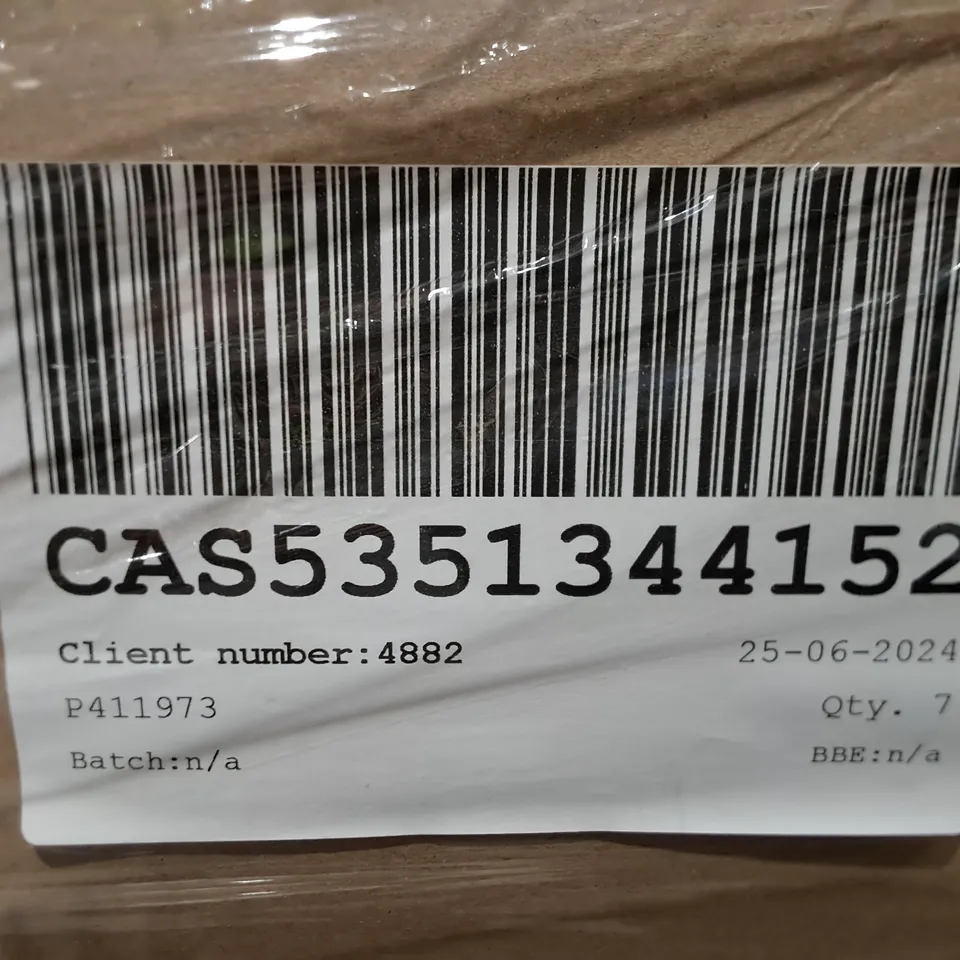 CAS5351344152
Client number:4882
25-06-2024
P411973
Qty. 7
Batch:n/a
BBE:n/a